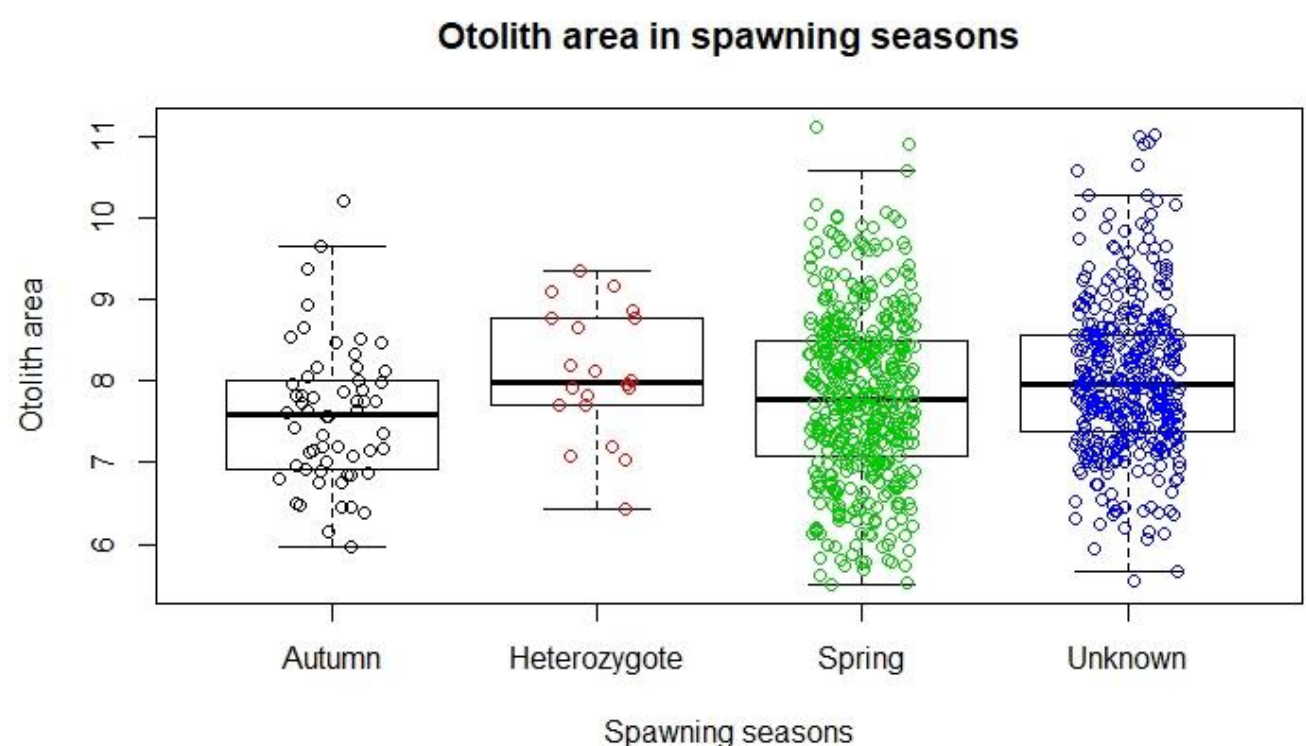 Otolith area in spawning seasons
Otolith area
11
10
9
8
7
6
Autumn Heterozygote Spring Unknown
Spawning seasons